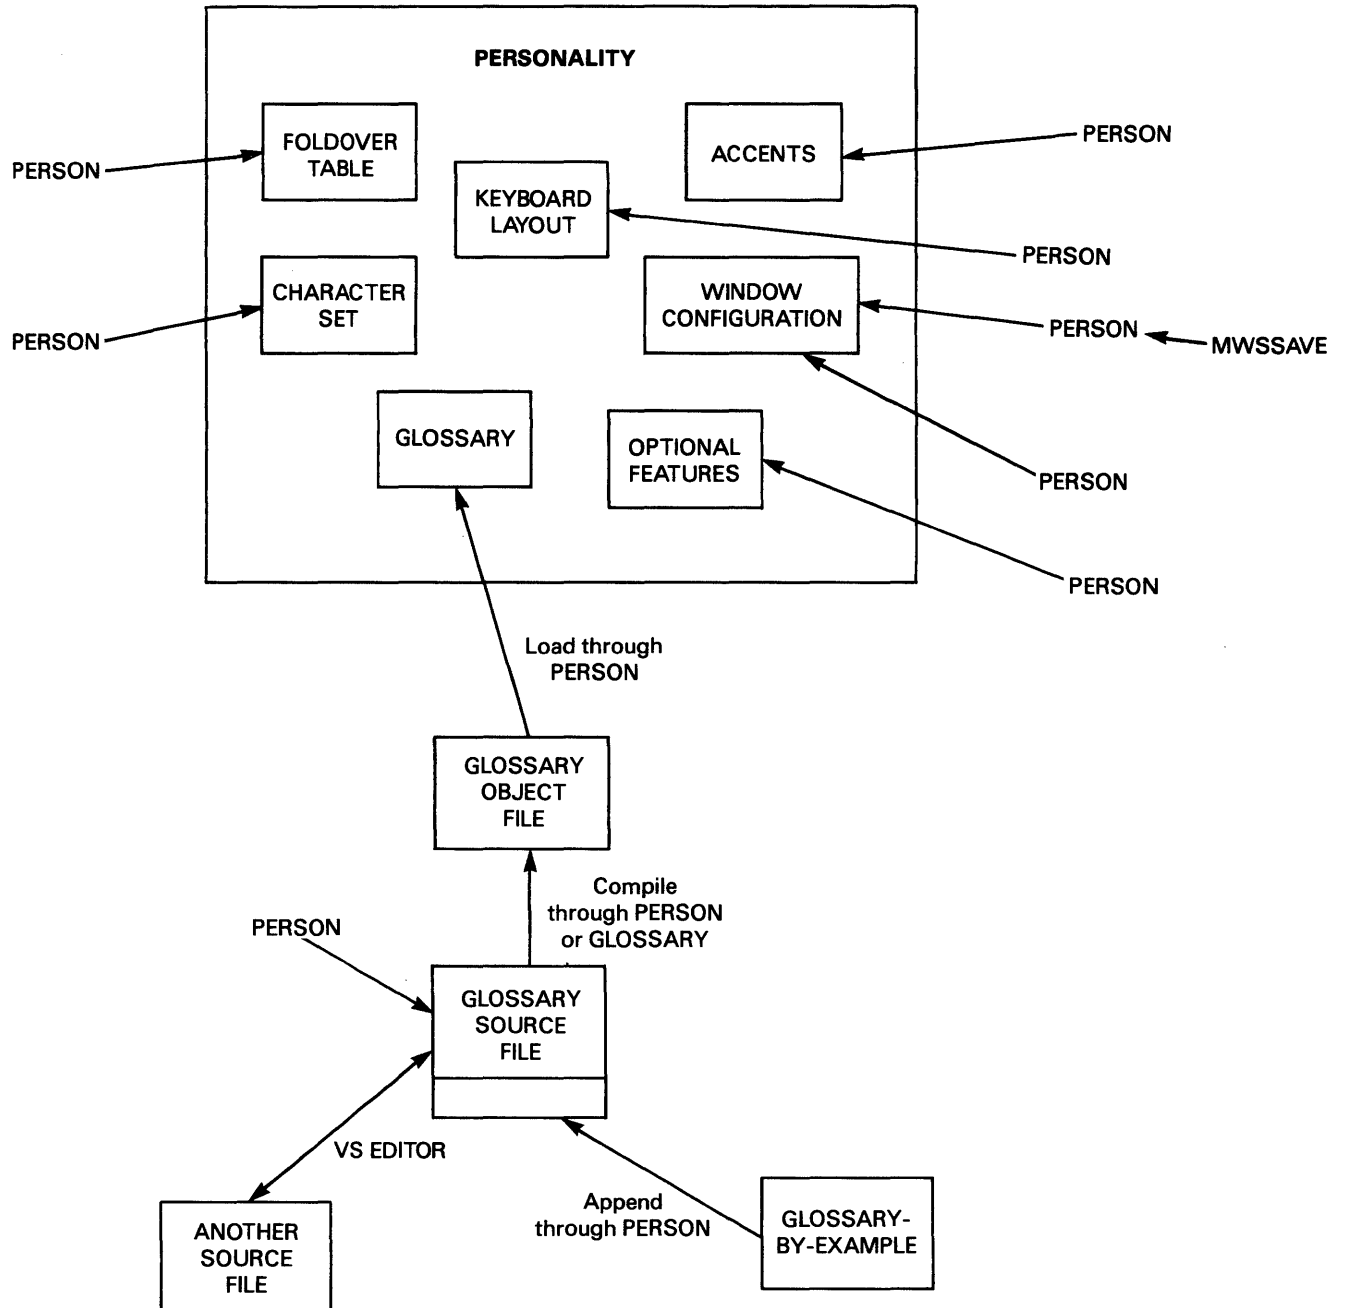 PERSONALITY
FOLDOVER
TABLE
ACCENTS
PERSON
PERSON
KEYBOARD
LAYOUT
PERSON
CHARACTER
SET
WINDOW
CONFIGURATION
PERSON
PERSON
MWSSAVE
GLOSSARY
OPTIONAL
FEATURES
PERSON
PERSON
Load through
PERSON
GLOSSARY
OBJECT
FILE
Compile
through PERSON
or GLOSSARY
PERSON
GLOSSARY
SOURCE
FILE
VS EDITOR
Append
through PERSON
GLOSSARY-
BY-EXAMPLE
ANOTHER
SOURCE
FILE